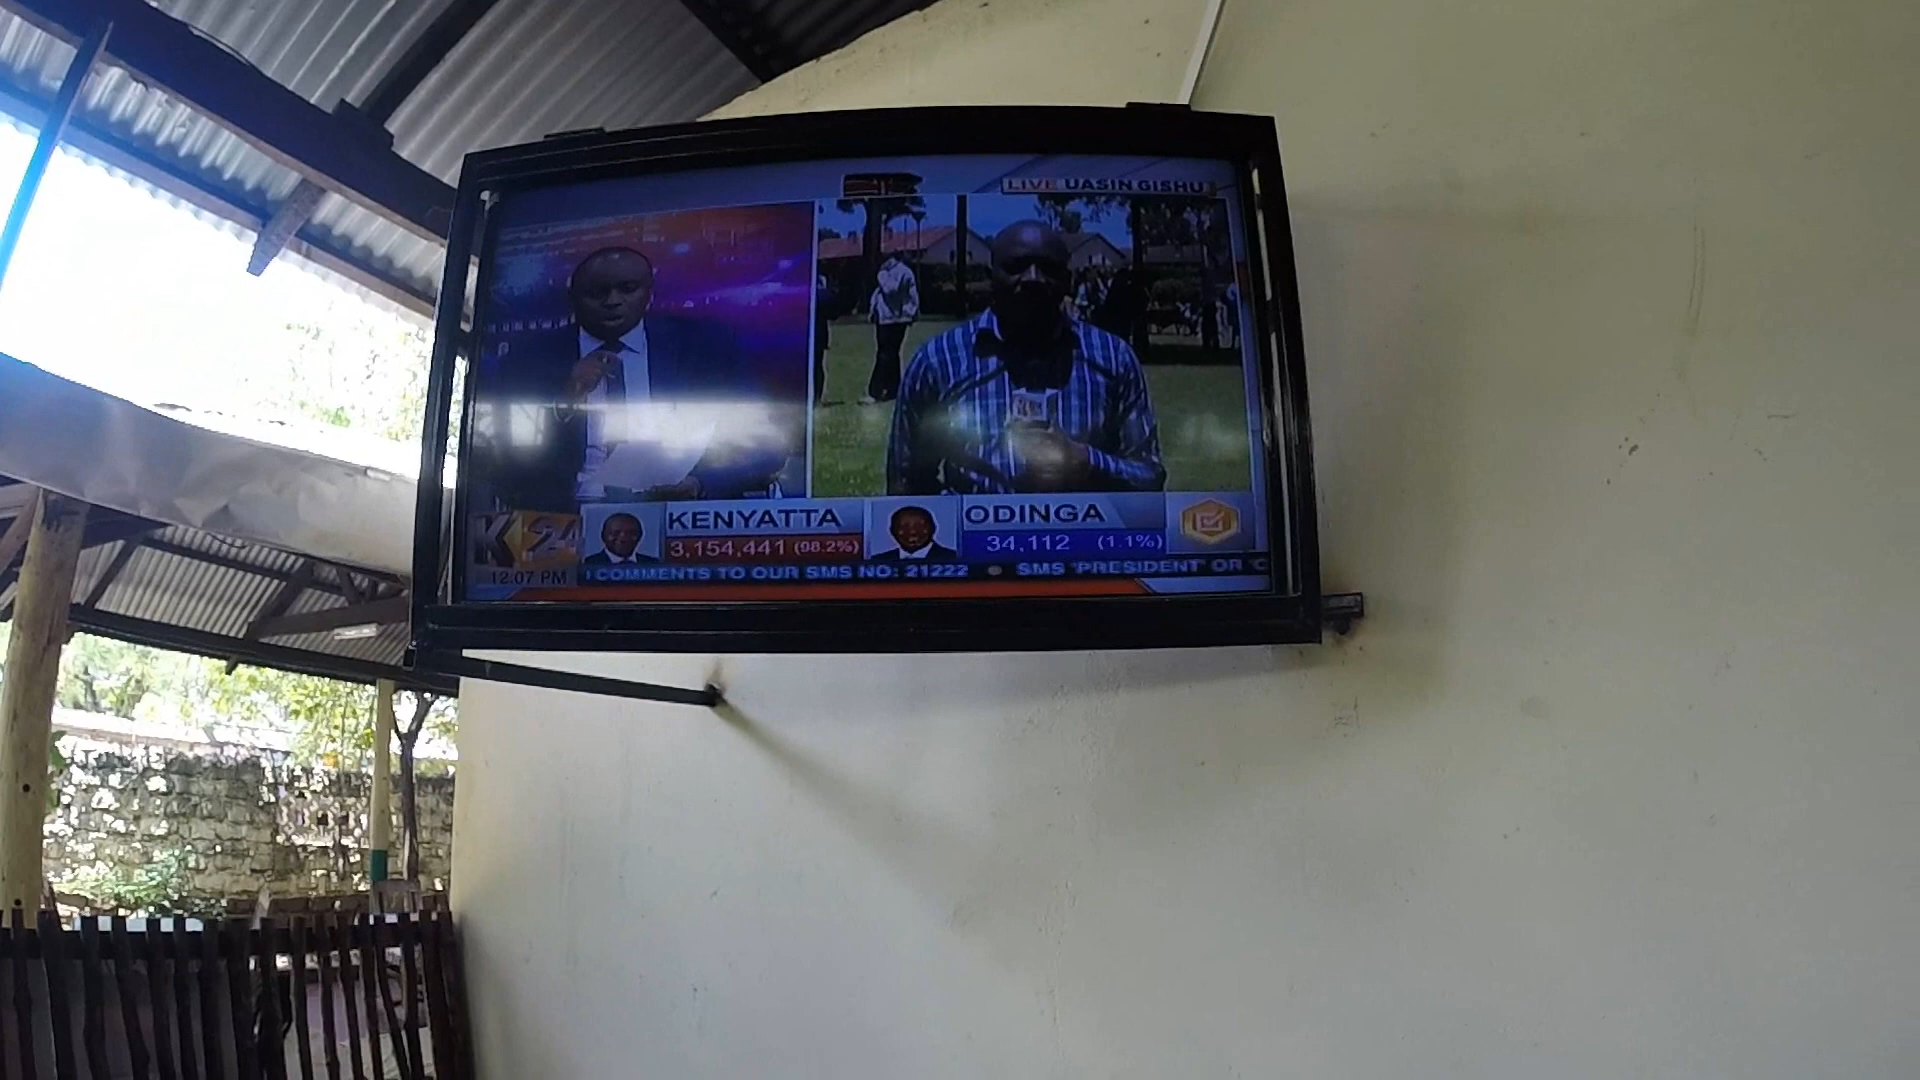 LIVE UASIN GISHU
KENYATTA
3,154,441 (98.2%)
ODINGA
34,112 (1.1%)
K24
12:07 PM
COMMENTS TO OUR SMS NO: 21222 • SMS 'PRESIDENT' OR 'C